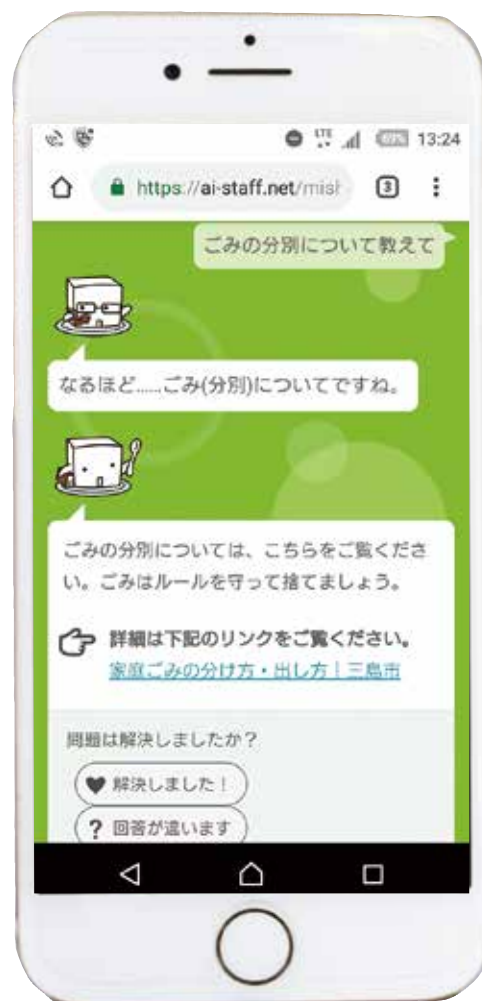 LTE 69% 13:24
https://ai-staff.net/mish 3
ごみの分別について教えて
なるほど……ごみ(分別)についてですね。
ごみの分別については、こちらをご覧くださ
い。ごみはルールを守って捨てましょう。
詳細は下記のリンクをご覧ください。
家庭ごみの分け方・出し方 | 三島市
問題は解決しましたか？
解決しました！
? 回答が違います